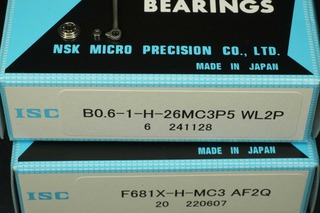 BEARINGS
NSK MICRO PRECISION CO., LTD.
MADE IN JAPAN
ISC
B0.6-1-H-26MC3P5 WL2P
6 241128
MADE IN JAPAN
ISC
F681X-H-MC3 AF2Q
20 220607